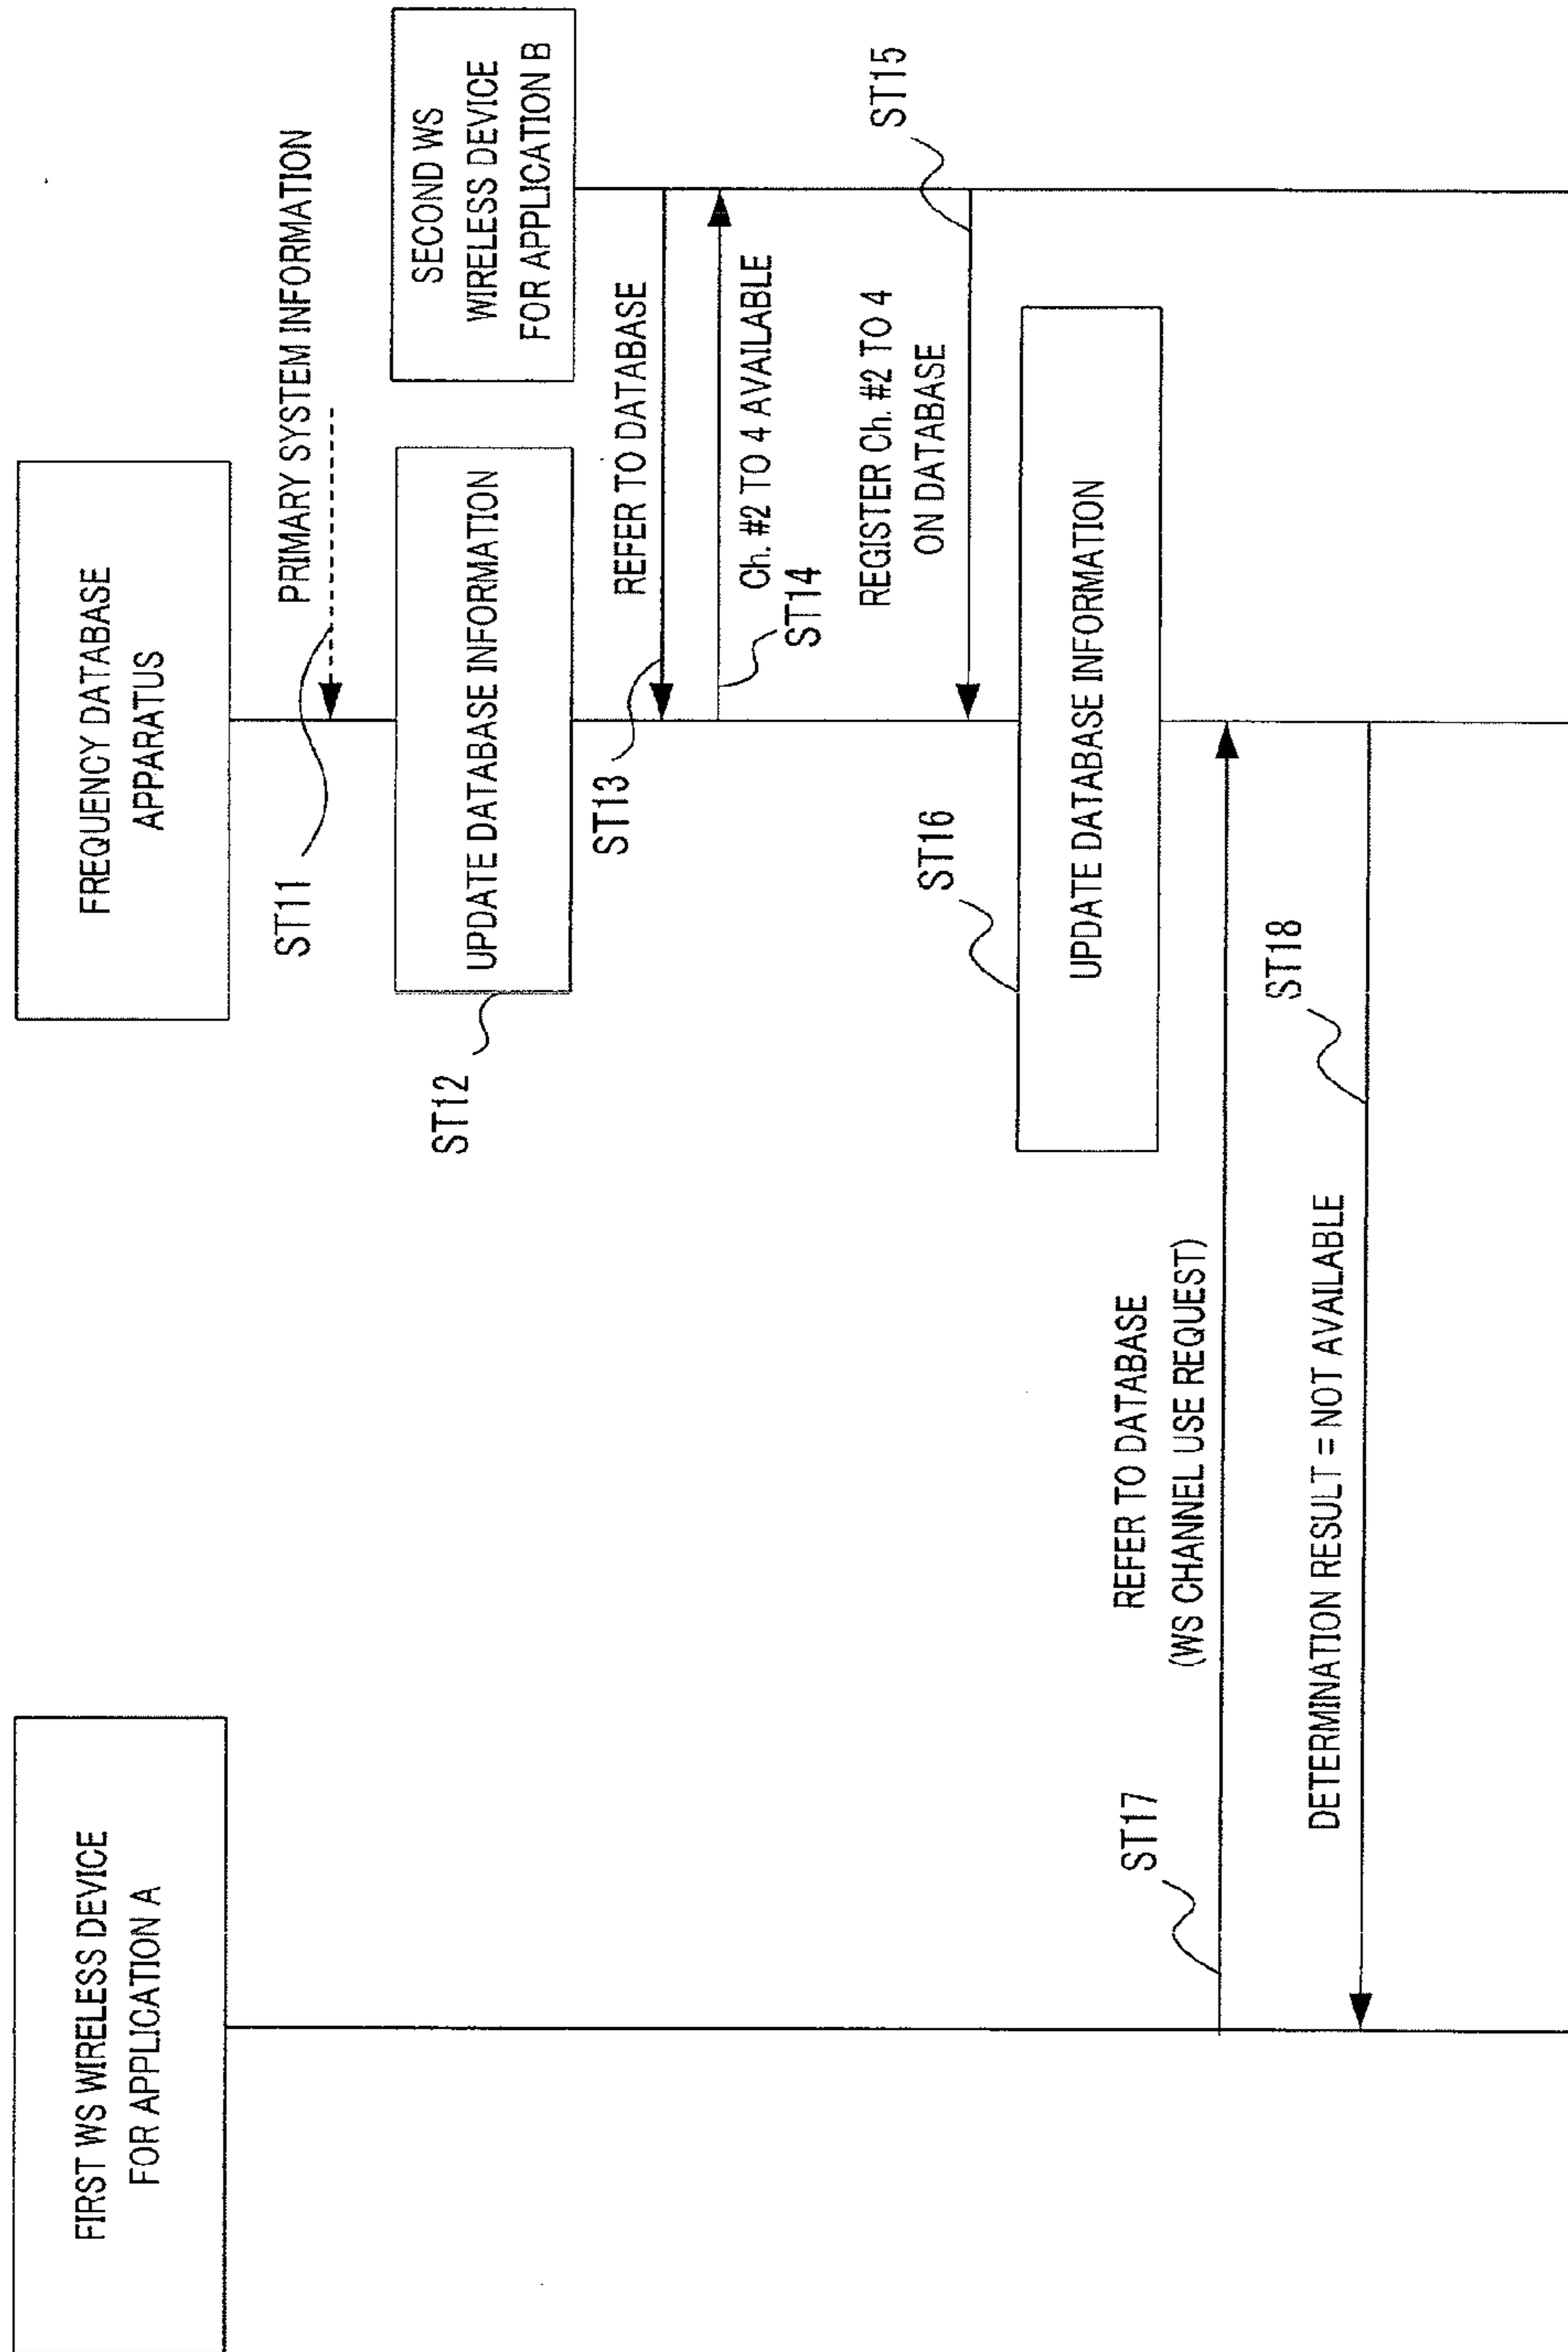 FIRST WS WIRELESS DEVICE
FOR APPLICATION A
FREQUENCY DATABASE
APPARATUS
PRIMARY SYSTEM INFORMATION
ST11
SECOND WS
WIRELESS DEVICE
FOR APPLICATION B
UPDATE DATABASE INFORMATION
ST12
REFER TO DATABASE
ST13
Ch. #2 TO 4 AVAILABLE
ST14
REGISTER Ch. #2 TO 4
ON DATABASE
ST15
ST16
UPDATE DATABASE INFORMATION
REFER TO DATABASE
(WS CHANNEL USE REQUEST)
ST17
ST18
DETERMINATION RESULT = NOT AVAILABLE